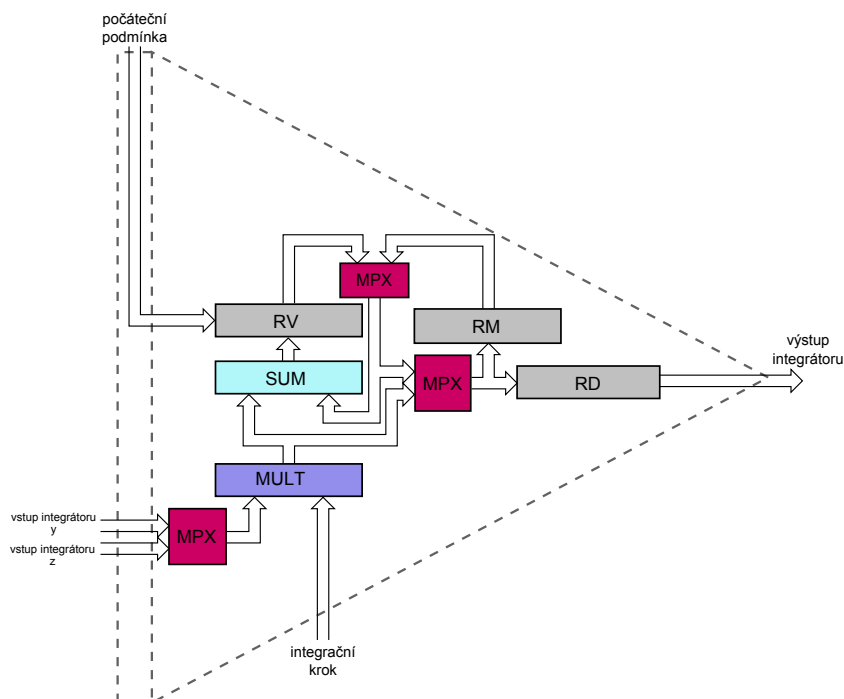 počáteční
podmínka
MPX
RV
RM
výstup
integrátoru
SUM
MPX
RD
MULT
vstup integrátoru
y
MPX
vstup integrátoru
z
integrační
krok